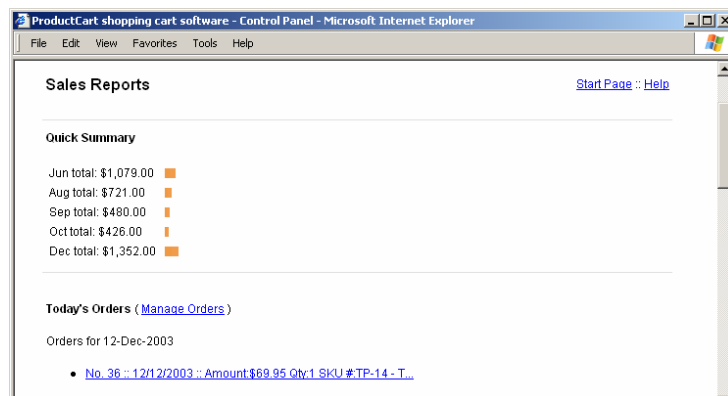 ProductCart shopping cart software - Control Panel - Microsoft Internet Explorer
File Edit View Favorites Tools Help
Sales Reports
Start Page :: Help
Quick Summary
Jun total: $1,079.00
Aug total: $721.00
Sep total: $480.00
Oct total: $426.00
Dec total: $1,352.00
Today's Orders ( Manage Orders )
Orders for 12-Dec-2003
No. 36 :: 12/12/2003 :: Amount:$69.95 Qty:1 SKU #:TP-14 - T...